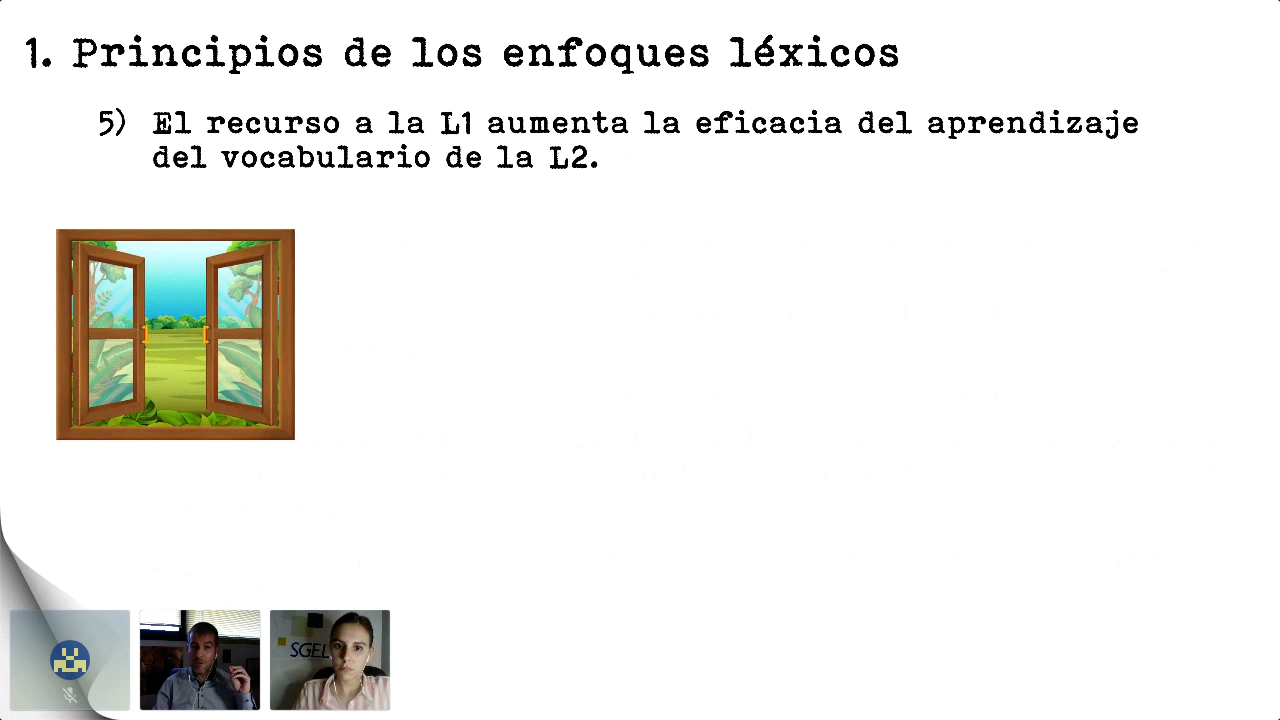 1. Principios de los enfoques léxicos
5) El recurso a la L1 aumenta la eficacia del aprendizaje
del vocabulario de la L2.
SGEL